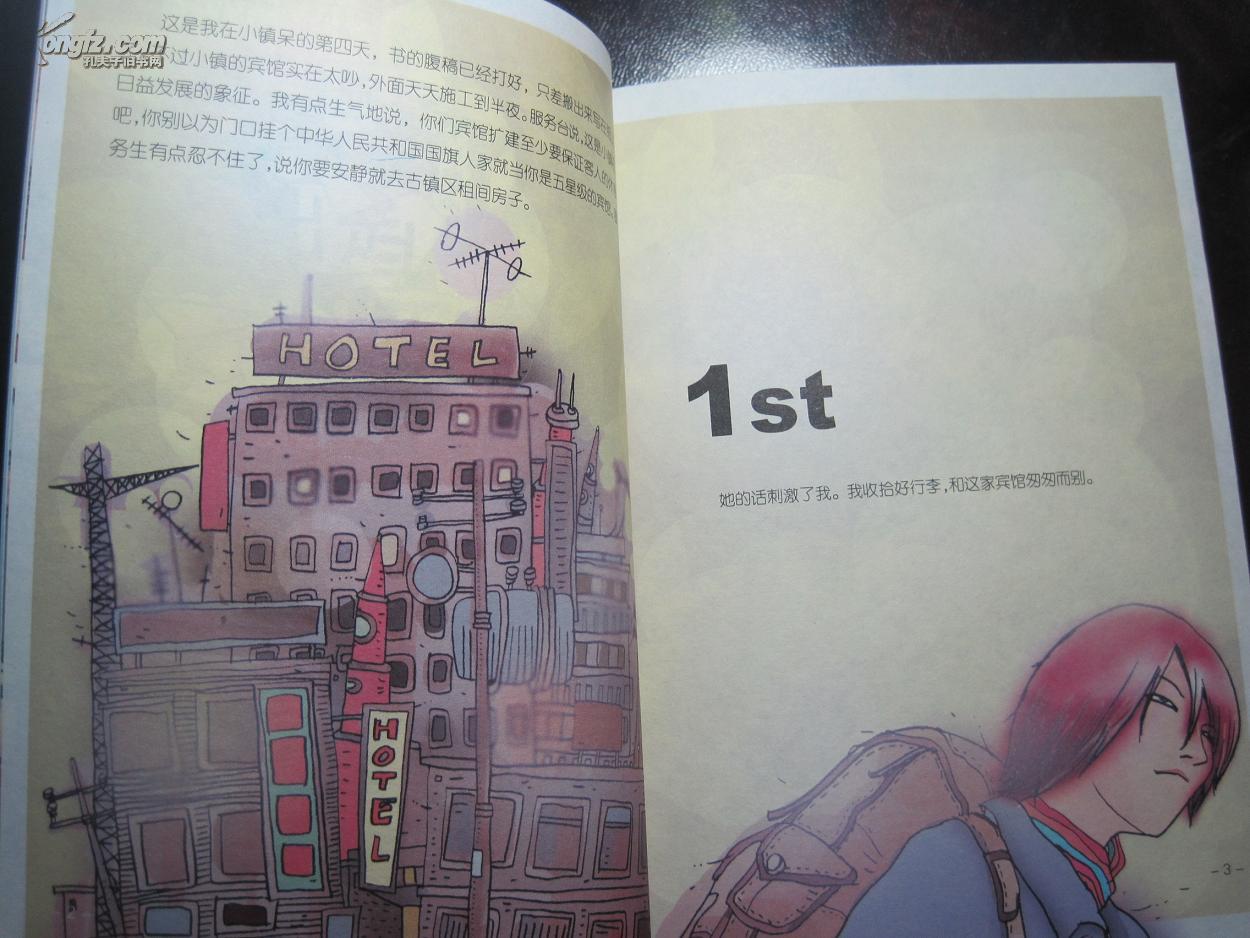 ongfz.com
孔夫子旧书网
这是我在小镇呆的第四天，书的腹稿已经打好，只差搬出来写在纸
不过小镇的宾馆实在太吵，外面天天施工到半夜。服务台说，这是小镇
日益发展的象征。我有点生气地说，你们宾馆扩建至少要保证客人的休
吧，你别以为门口挂个中华人民共和国国旗人家就当你是五星级的宾馆。
务生有点忍不住了，说你要安静就去古镇区租间房子。
HOTEL
HOTEL
1st
她的话刺激了我。我收拾好行李，和这家宾馆匆匆而别。
-3-